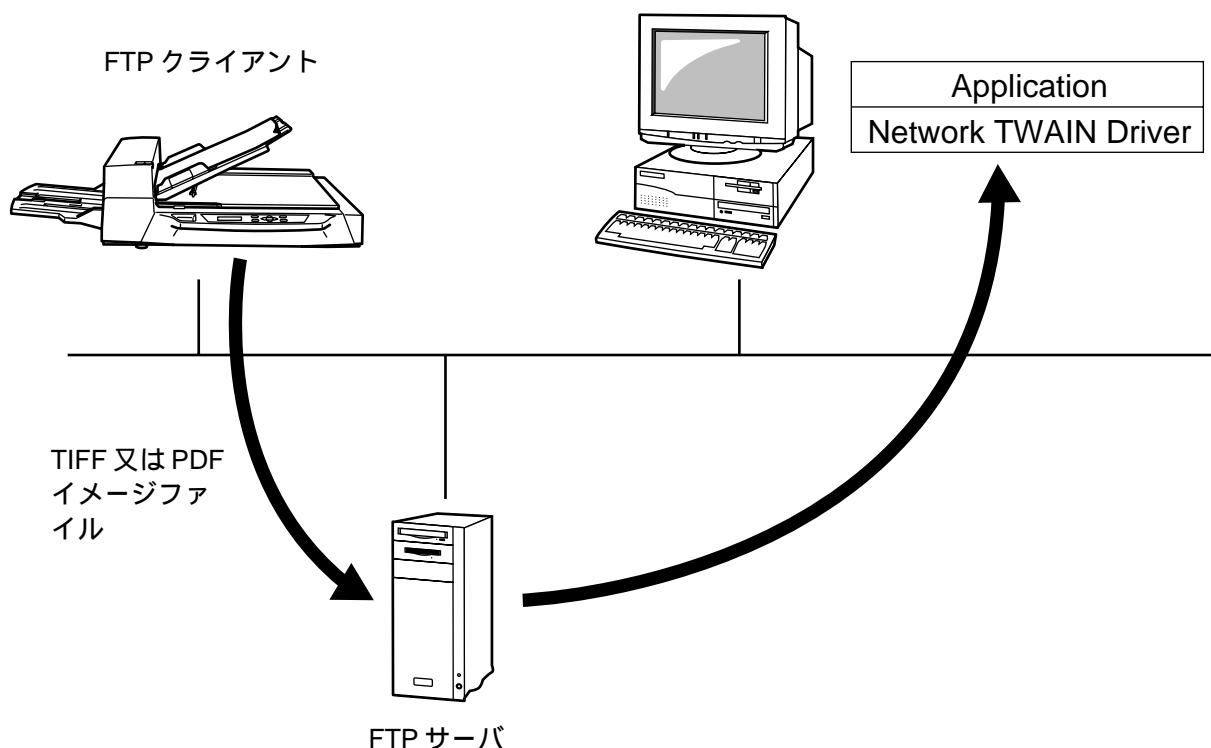 FTP クライアント
Application
Network TWAIN Driver
TIFF 又は PDF
イメージファ
イル
FTP サーバ